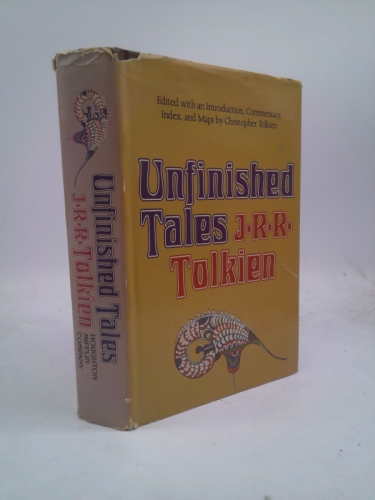 Edited with an Introduction, Commentary,
Index, and Maps by Christopher Tolkien
Unfinished
Tales J·R·R·
Tolkien
Unfinished Tales
J·R·R·Tolkien
HOUGHTON
MIFFLIN
COMPANY